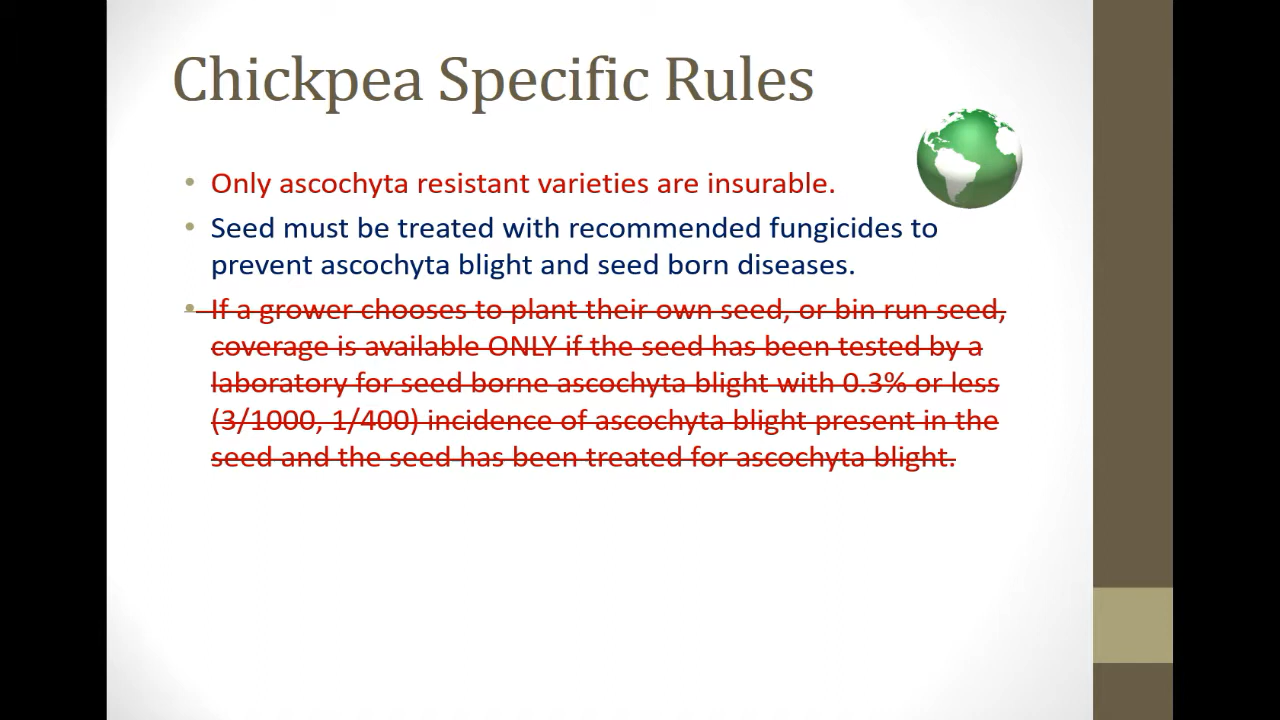 Chickpea Specific Rules
• Only ascochyta resistant varieties are insurable.
• Seed must be treated with recommended fungicides to
prevent ascochyta blight and seed born diseases.
• If a grower chooses to plant their own seed, or bin run seed,
coverage is available ONLY if the seed has been tested by a
laboratory for seed borne ascochyta blight with 0.3% or less
(3/1000, 1/400) incidence of ascochyta blight present in the
seed and the seed has been treated for ascochyta blight.